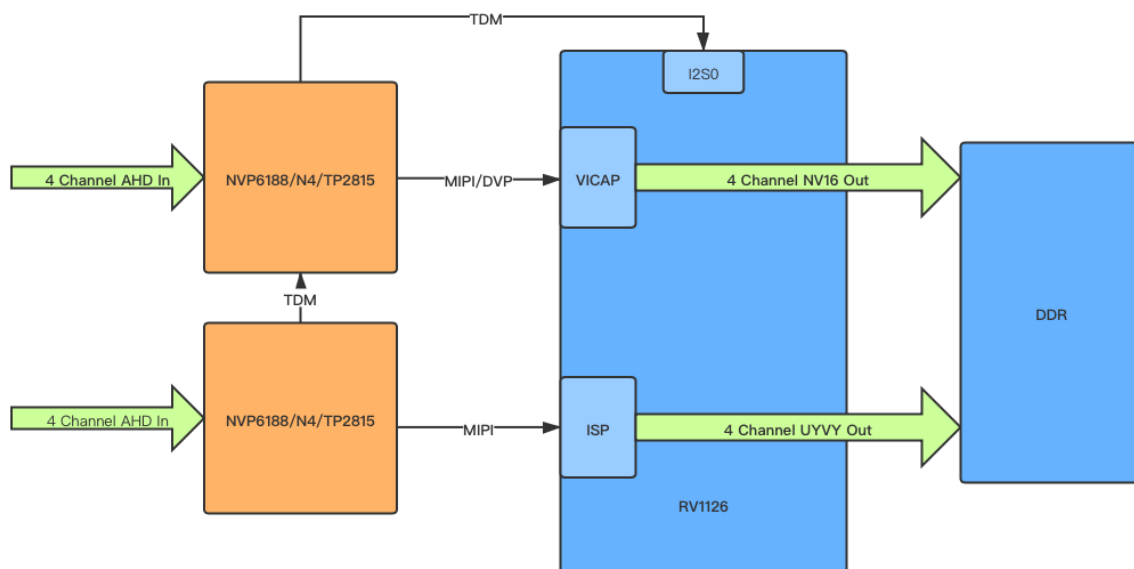 TDM
I2S0
4 Channel AHD In
NVP6188/N4/TP2815
MIPI/DVP
VICAP
4 Channel NV16 Out
TDM
DDR
4 Channel AHD In
NVP6188/N4/TP2815
MIPI
ISP
4 Channel UYVY Out
RV1126